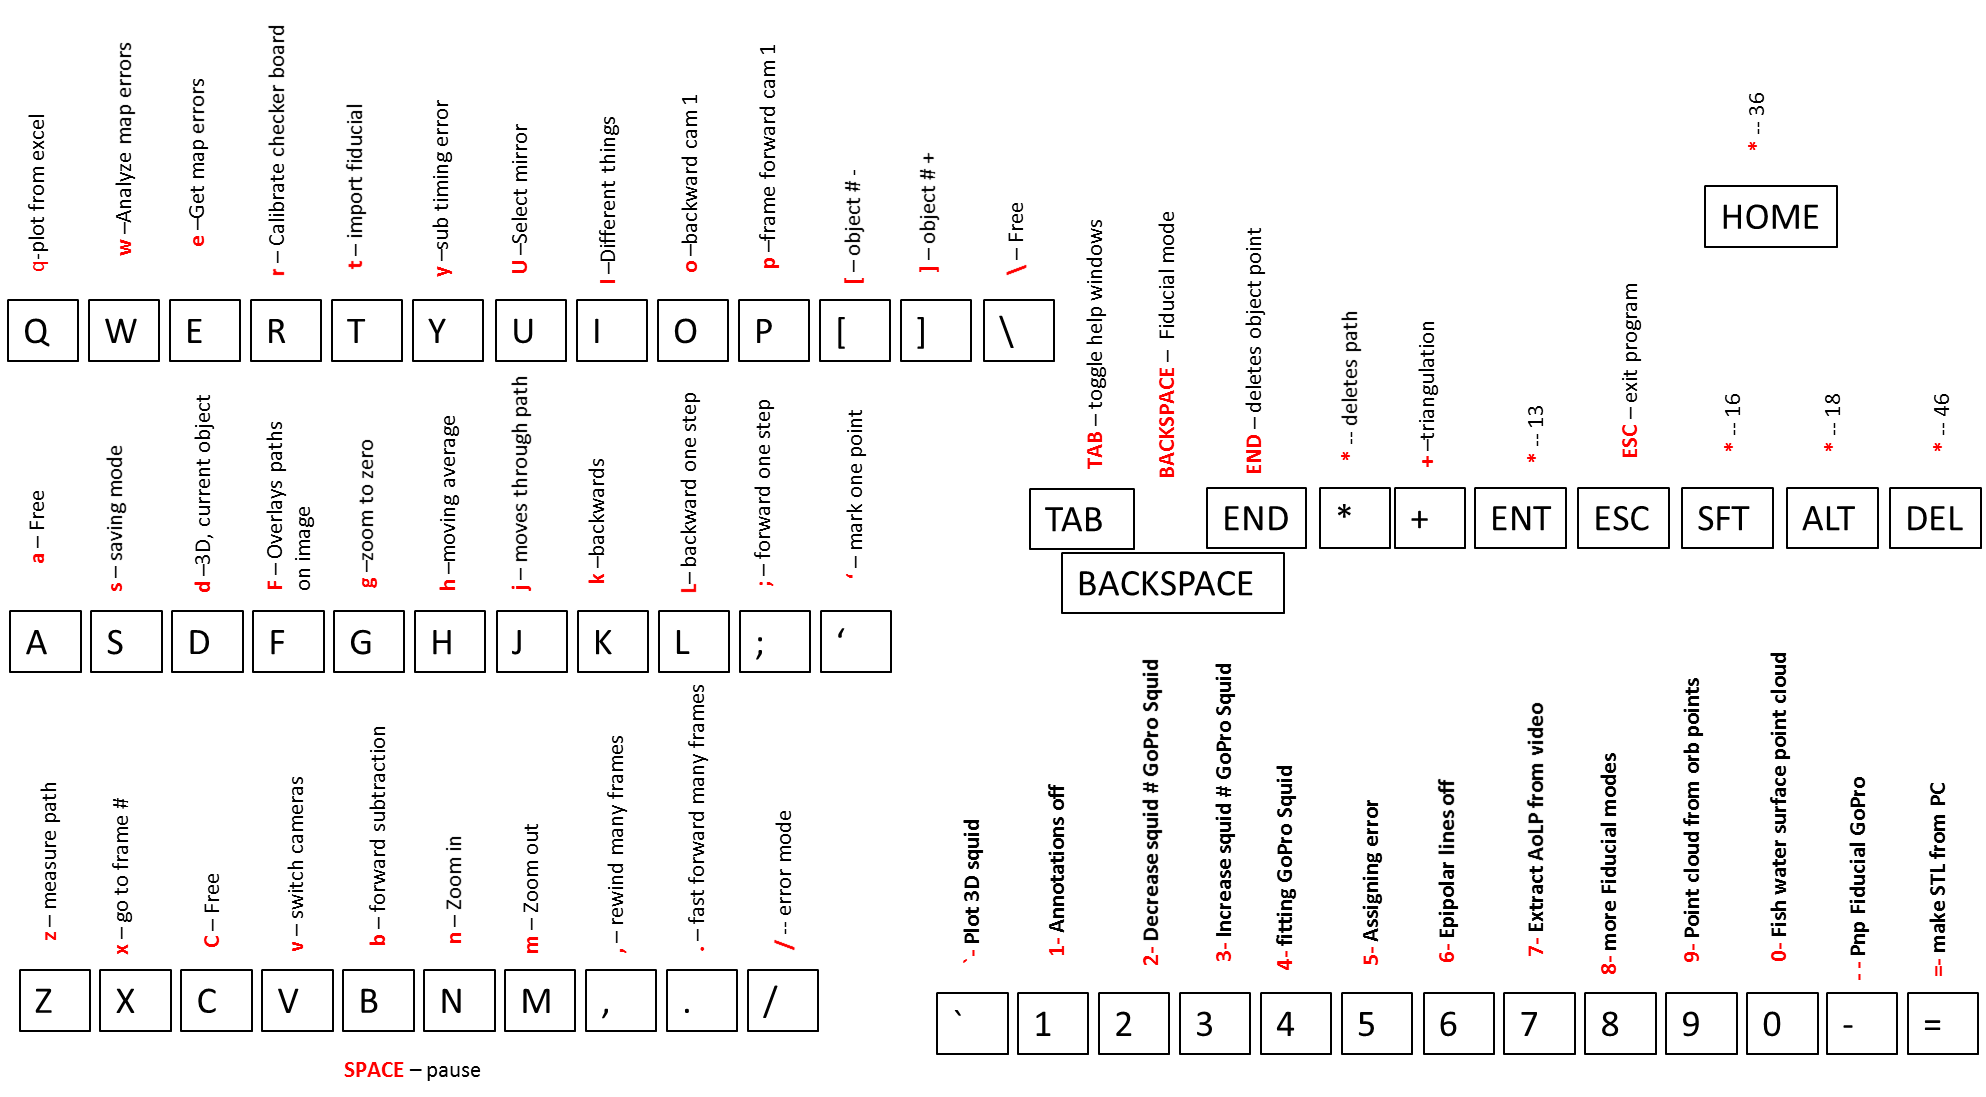 q-plot from excel
w –Analyze map errors
e –Get map errors
r – Calibrate checker board
t – import fiducial
y –sub timing error
U –Select mirror
I –Different things
o –backward cam 1
p –frame forward cam 1
[ – object # -
] – object # +
\ – Free
Q W E R T Y U I O P [ ] \
* -- 36
HOME
TAB – toggle help windows
BACKSPACE – Fiducial mode
END – deletes object point
* -- deletes path
+ –triangulation
* -- 13
ESC – exit program
* -- 16
* -- 18
* -- 46
TAB END * + ENT ESC SFT ALT DEL
BACKSPACE
a – Free
s – saving mode
d –3D, current object
F – Overlays paths
on image
g –zoom to zero
h –moving average
j – moves through path
k –backwards
L– backward one step
; – forward one step
‘ – mark one point
A S D F G H J K L ; ‘
z – measure path
x – go to frame #
C – Free
v – switch cameras
b – forward subtraction
n – Zoom in
m – Zoom out
, – rewind many frames
. – fast forward many frames
/ -- error mode
Z X C V B N M , . /
SPACE – pause
`- Plot 3D squid
1- Annotations off
2- Decrease squid # GoPro Squid
3- Increase squid # GoPro Squid
4- fitting GoPro Squid
5- Assigning error
6- Epipolar lines off
7- Extract AoLP from video
8- more Fiducial modes
9- Point cloud from orb points
0- Fish water surface point cloud
- - Pnp Fiducial GoPro
=- make STL from PC
` 1 2 3 4 5 6 7 8 9 0 - =